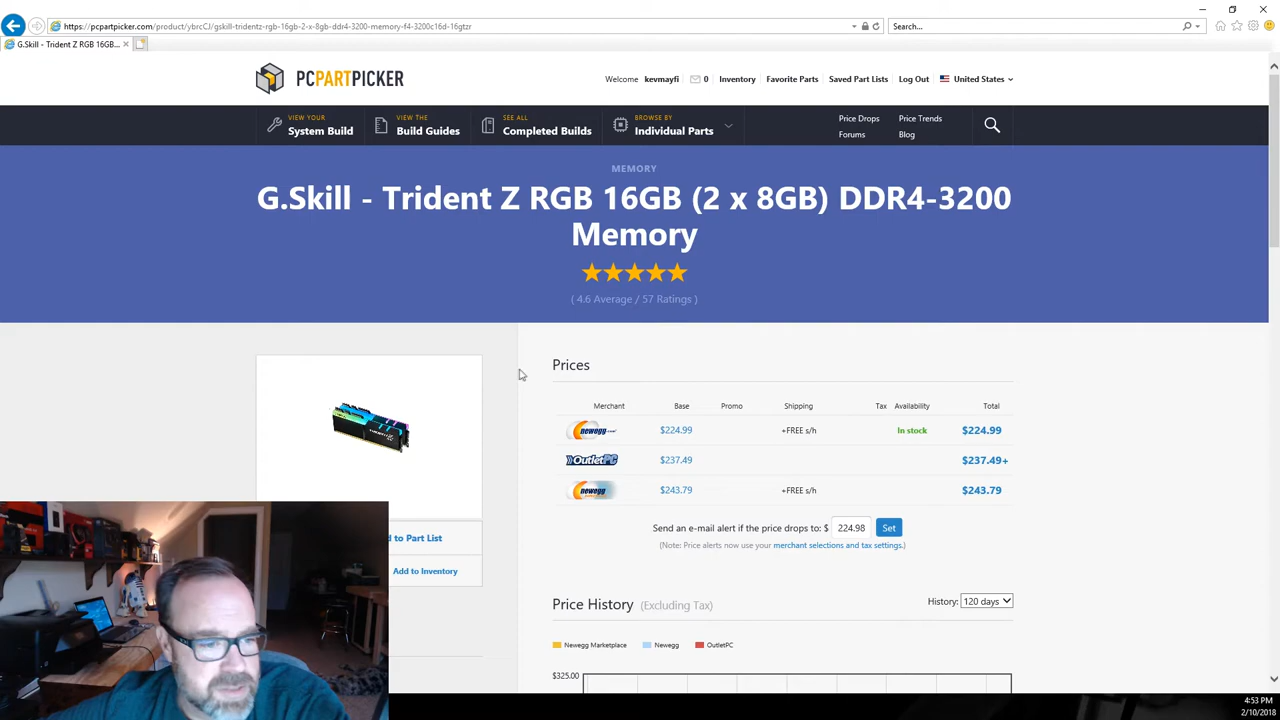 https://pcpartpicker.com/product/ybrcCJ/gskill-tridentz-rgb-16gb-2-x-8gb-ddr4-3200-memory-f4-3200c16d-16gtzr
Search...
G.Skill - Trident Z RGB 16GB...
PCPARTPICKER
Welcome kevmayfi 0 Inventory Favorite Parts Saved Part Lists Log Out United States
VIEW YOUR
System Build
VIEW THE
Build Guides
SEE ALL
Completed Builds
BROWSE BY
Individual Parts
Price Drops Price Trends
Forums Blog
MEMORY
G.Skill - Trident Z RGB 16GB (2 x 8GB) DDR4-3200
Memory
( 4.6 Average / 57 Ratings )
Prices
Merchant Base Promo Shipping Tax Availability Total
newegg.com $224.99 +FREE s/h In stock $224.99
OutletPC $237.49 $237.49+
newegg $243.79 +FREE s/h $243.79
Send an e-mail alert if the price drops to: $ 224.98 Set
(Note: Price alerts now use your merchant selections and tax settings.)
d to Part List
Add to Inventory
Price History (Excluding Tax)
History: 120 days
Newegg Marketplace Newegg OutletPC
$325.00
4:53 PM
2/10/2018